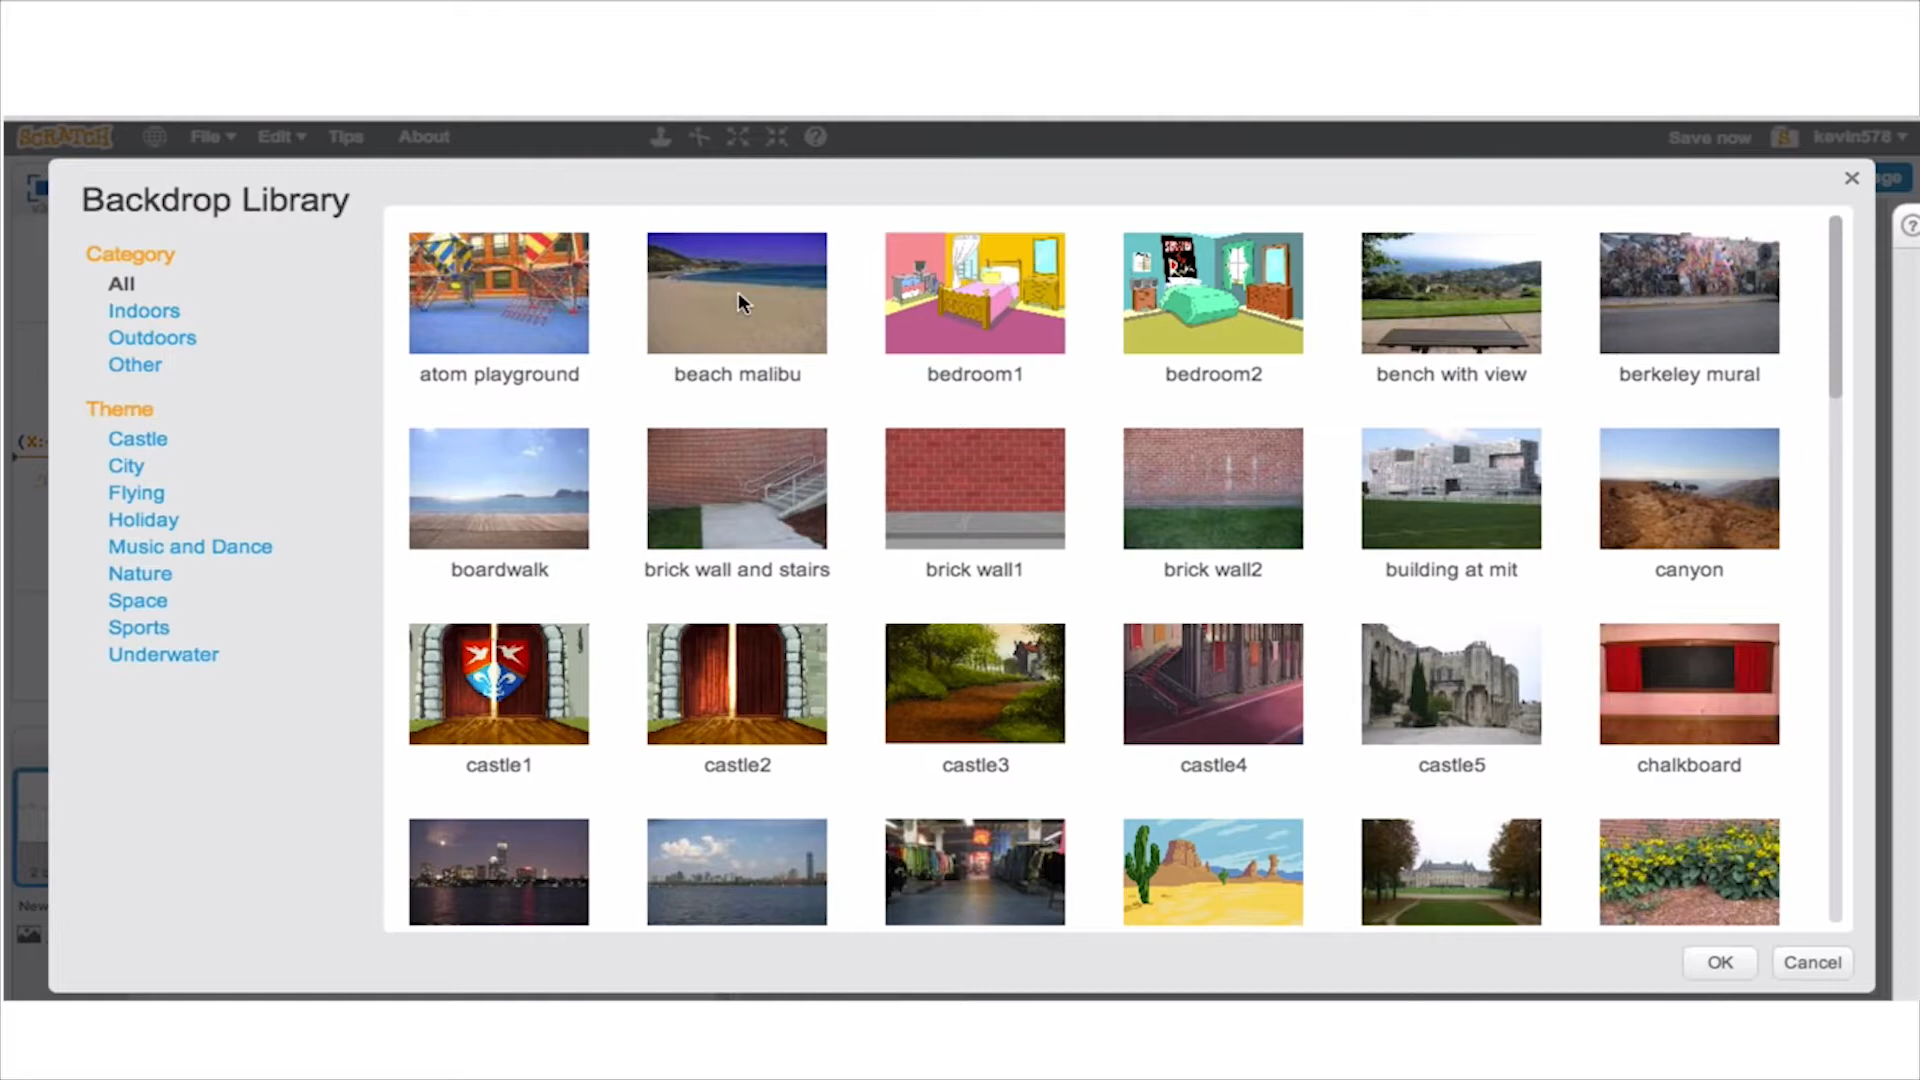 SCRATCH File Edit Tips About Save now kevin578
Backdrop Library
Category
All
Indoors
Outdoors
Other
Theme
Castle
City
Flying
Holiday
Music and Dance
Nature
Space
Sports
Underwater
atom playground beach malibu bedroom1 bedroom2 bench with view berkeley mural
boardwalk brick wall and stairs brick wall1 brick wall2 building at mit canyon
castle1 castle2 castle3 castle4 castle5 chalkboard
New
OK Cancel